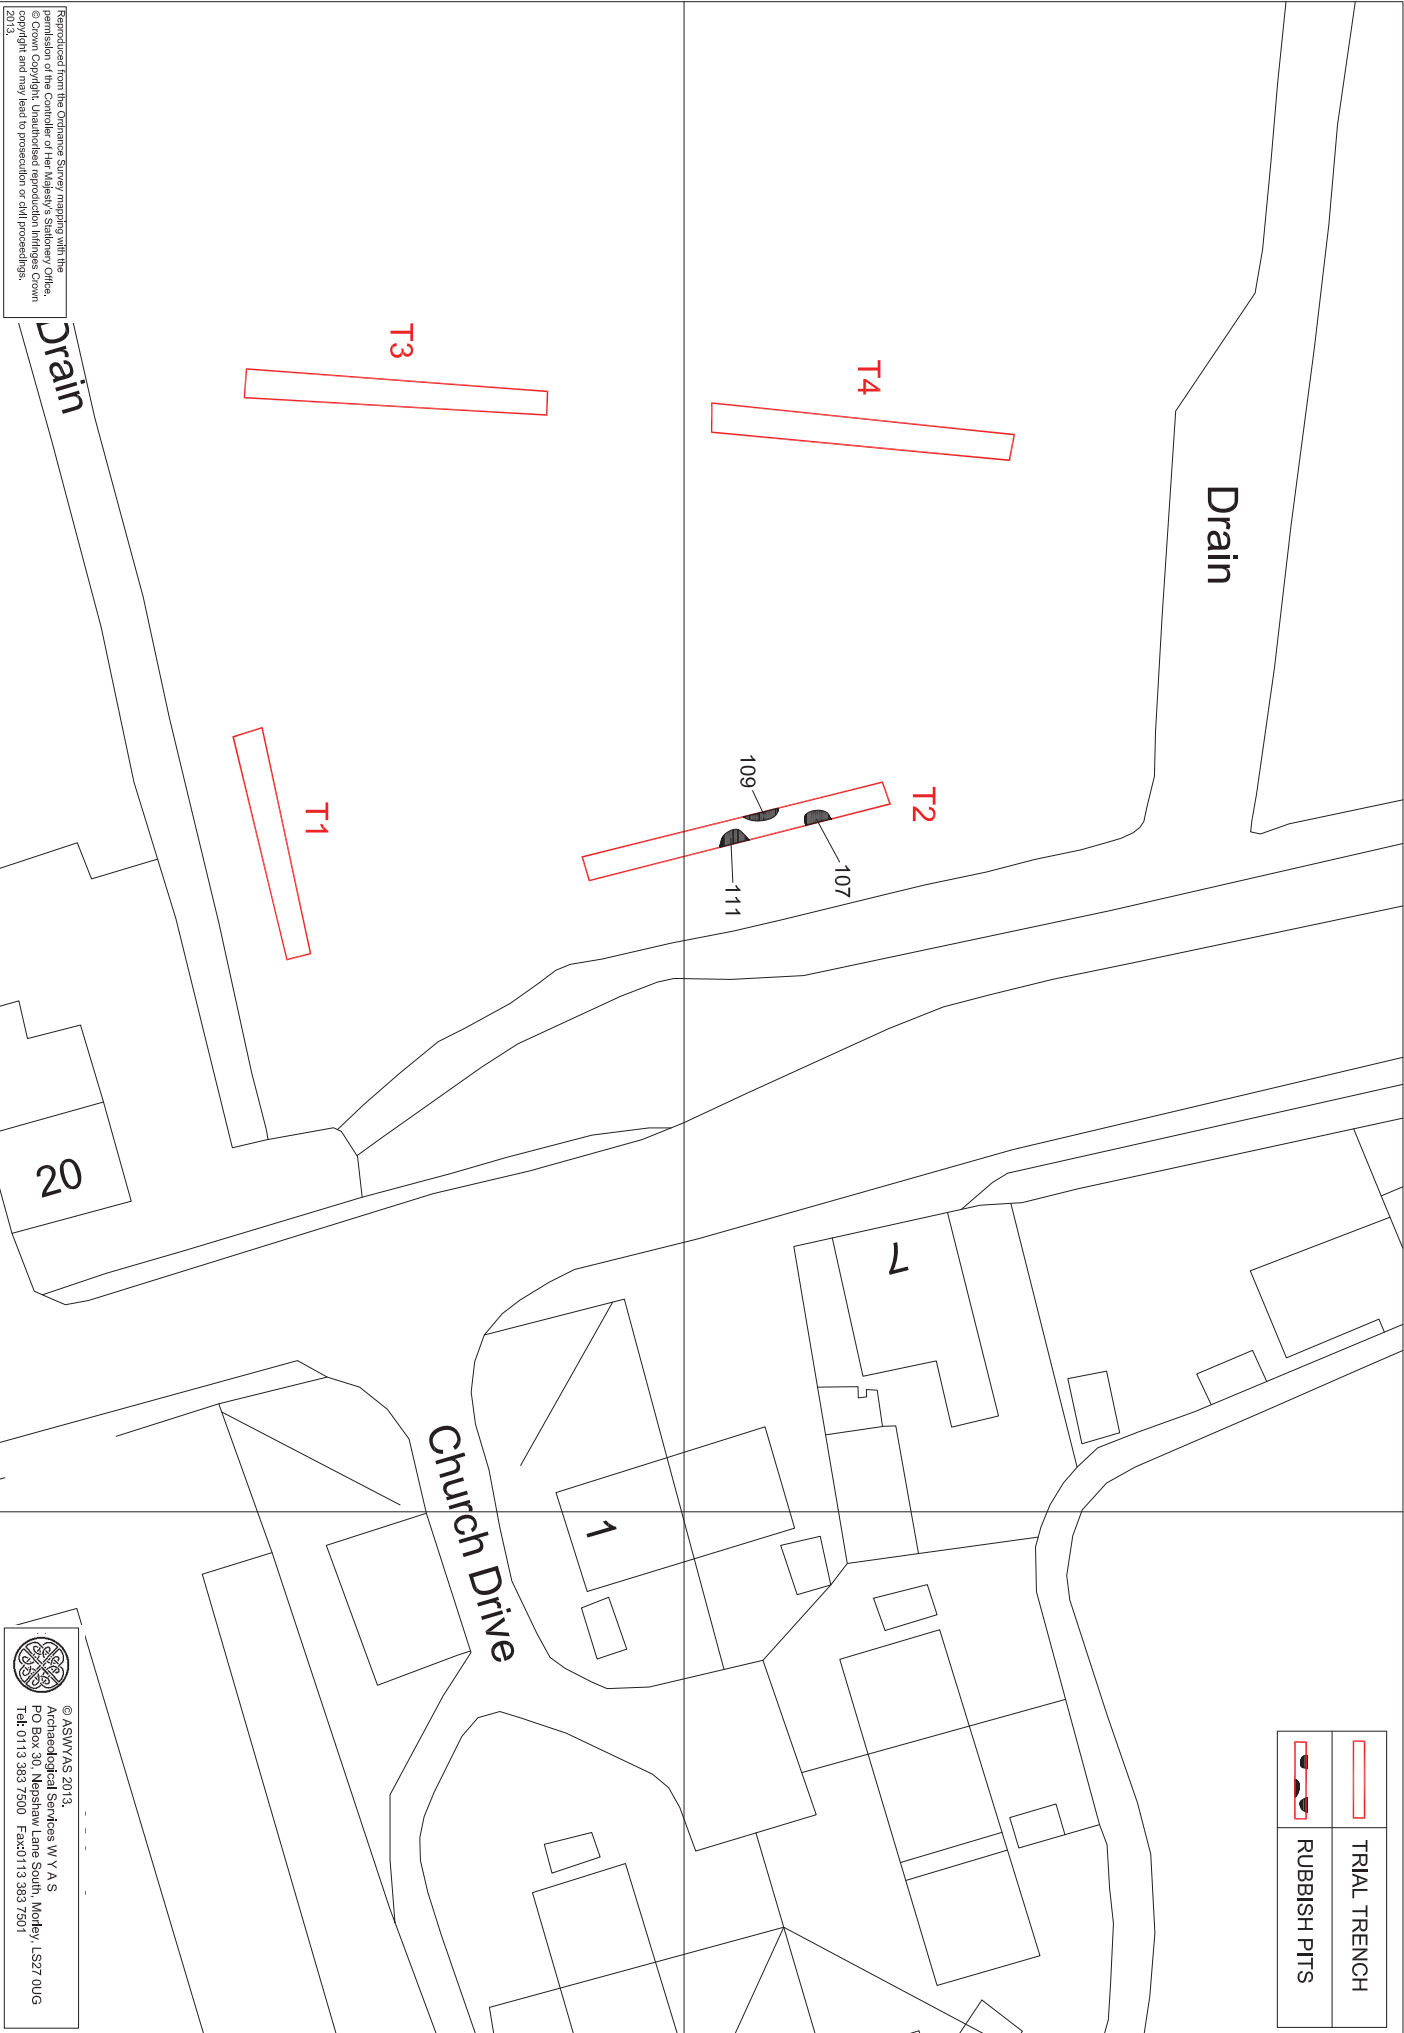 TRIAL TRENCH
RUBBISH PITS
Drain
T4
T2
107
109
111
7
T3
T1
1
Church Drive
Drain
20
Reproduced from the Ordnance Survey mapping with the
permission of the Controller of Her Majesty's Stationery Office.
© Crown Copyright. Unauthorised reproduction infringes Crown
copyright and may lead to prosecution or civil proceedings.
2013.
© ASWYAS 2013.
Archaeological Services W Y A S
PO Box 30, Nepshaw Lane South, Morley, LS27 0UG
Tel: 0113 383 7500 Fax:0113 383 7501